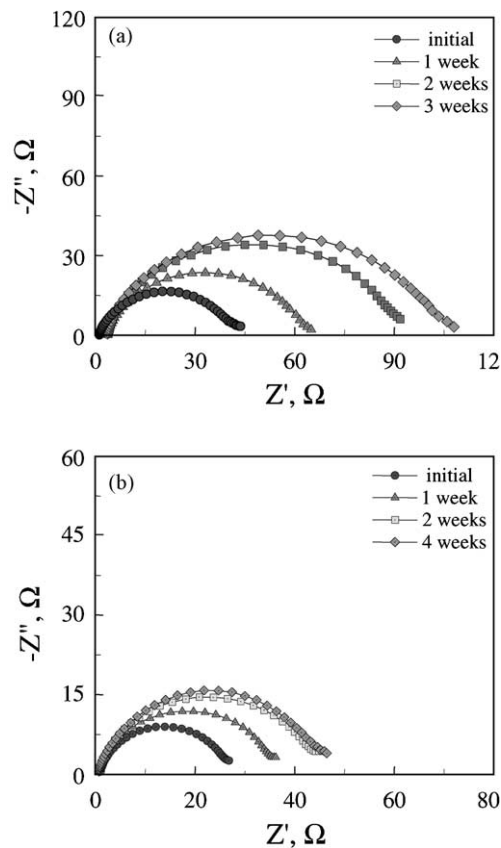 (a)
initial
1 week
2 weeks
3 weeks
120
90
60
30
0
-Z'', Ω
0 30 60 90 12
Z', Ω
(b)
initial
1 week
2 weeks
4 weeks
60
45
30
15
0
-Z'', Ω
0 20 40 60 80
Z', Ω